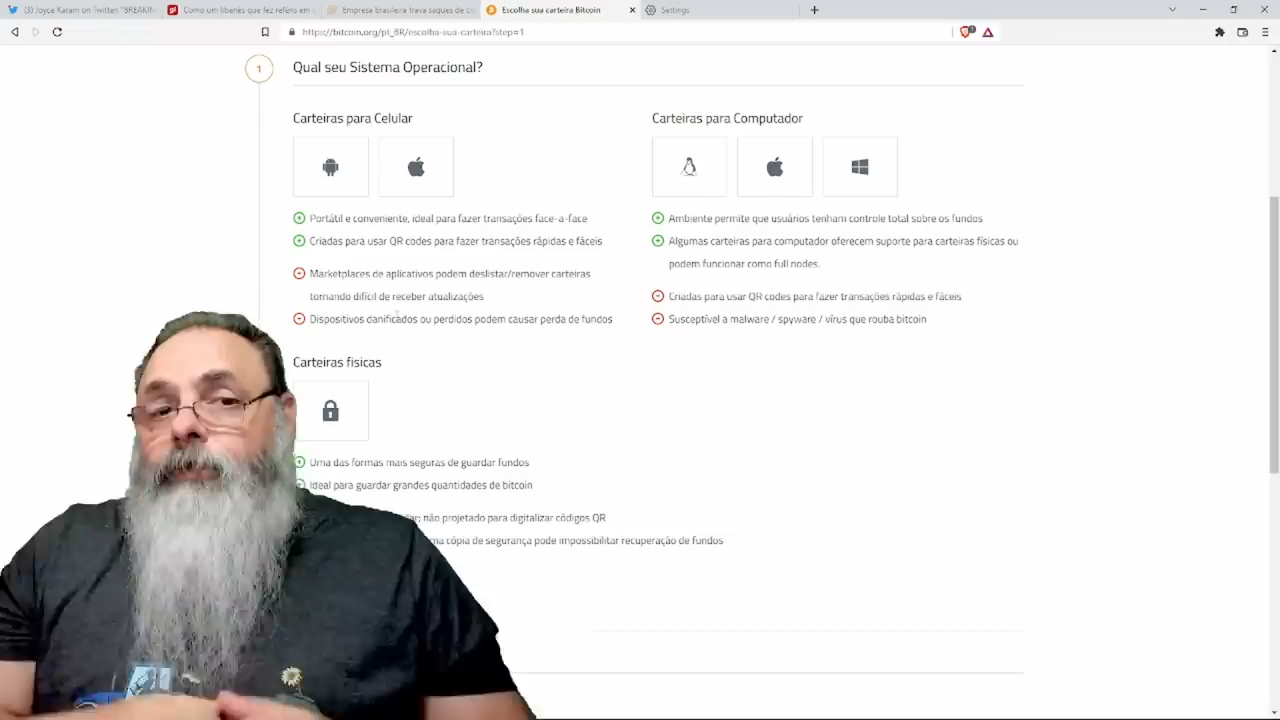 (3) Joyce Karam on Twitter: "BREAKIN
Como um libanês que fez reféns em
Empresa brasileira trava saques de cri
Escolha sua carteira Bitcoin
Settings
https://bitcoin.org/pt_BR/escolha-sua-carteira?step=1
1
Qual seu Sistema Operacional?
Carteiras para Celular
Portátil e conveniente, ideal para fazer transações face-a-face
Criadas para usar QR codes para fazer transações rápidas e fáceis
Marketplaces de aplicativos podem deslistar/remover carteiras
tornando difícil de receber atualizações
Dispositivos danificados ou perdidos podem causar perda de fundos
Carteiras para Computador
Ambiente permite que usuários tenham controle total sobre os fundos
Algumas carteiras para computador oferecem suporte para carteiras físicas ou
podem funcionar como full nodes.
Criadas para usar QR codes para fazer transações rápidas e fáceis
Susceptível a malware / spyware / vírus que rouba bitcoin
Carteiras físicas
Uma das formas mais seguras de guardar fundos
Ideal para guardar grandes quantidades de bitcoin
não projetado para digitalizar códigos QR
cópia de segurança pode impossibilitar recuperação de fundos